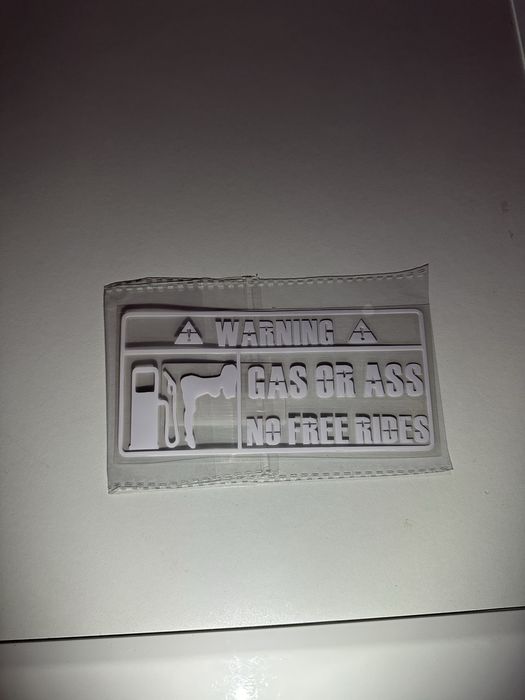 WARNING
GAS OR ASS
NO FREE RIDES